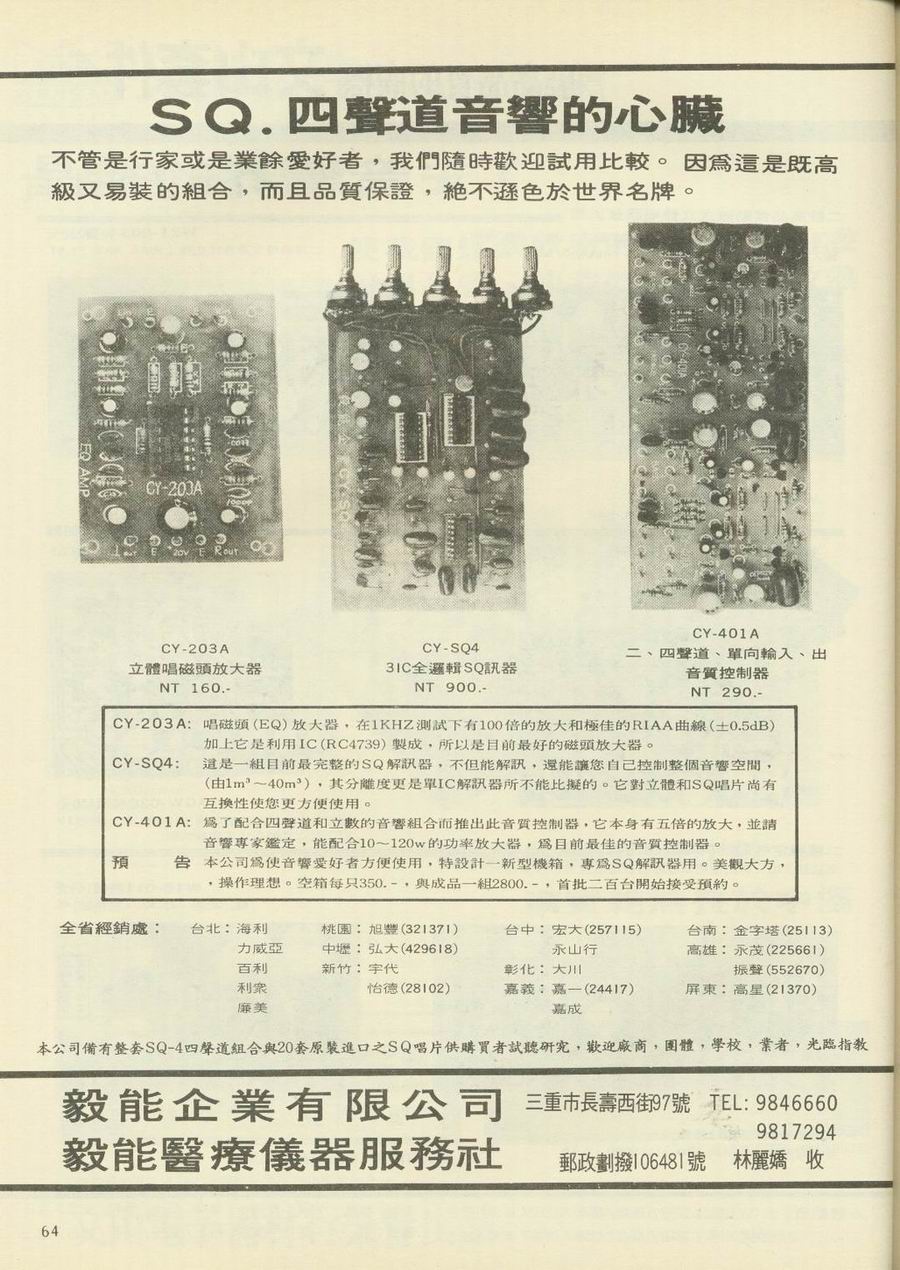 SQ.四聲道音響的心臟
不管是行家或是業餘愛好者，我們隨時歡迎試用比較。因爲這是既高
級又易裝的組合，而且品質保證，絶不遜色於世界名牌。
EQ AMP
CY-203A
Lout E 20V E Rout
CY-203A
立體唱磁頭放大器
NT 160.-
CY-SQ4
3IC全邏輯SQ訊器
NT 900.-
CY-401A
二、四聲道、單向輸入、出
音質控制器
NT 290.-
CY-203A: 唱磁頭(EQ)放大器，在1KHZ測試下有100倍的放大和極佳的RIAA曲線(±0.5dB)
加上它是利用IC(RC4739)製成，所以是目前最好的磁頭放大器。
CY-SQ4: 這是一組目前最完整的SQ解訊器，不但能解訊，還能讓您自己控制整個音響空間，
(由1m³～40m³)，其分離度更是單IC解訊器所不能比擬的。它對立體和SQ唱片尚有
互換性使您更方便使用。
CY-401A: 爲了配合四聲道和立數的音響組合而推出此音質控制器，它本身有五倍的放大，並請
音響專家鑑定，能配合10～120w的功率放大器，爲目前最佳的音質控制器。
預告 本公司爲使音響愛好者方便使用，特設計一新型機箱，專爲SQ解訊器用。美觀大方，
，操作理想。空箱每只350.-，與成品一組2800.-，首批二百台開始接受預約。
全省經銷處： 台北：海利 桃園：旭豐(321371) 台中：宏大(257115) 台南：金字塔(25113)
力威亞 中壢：弘大(429618) 永山行 高雄：永茂(225661)
百利 新竹：宇代 彰化：大川 振聲(552670)
利衆 怡德(28102) 嘉義：嘉一(24417) 屏東：高星(21370)
廉美 嘉成
本公司備有整套SQ-4四聲道組合與20套原裝進口之SQ唱片供購買者試聽研究，歡迎廠商，團體，學校，業者，光臨指教
毅能企業有限公司 三重市長壽西街97號 TEL: 9846660
9817294
毅能醫療儀器服務社 郵政劃撥106481號 林麗嬌 收
64